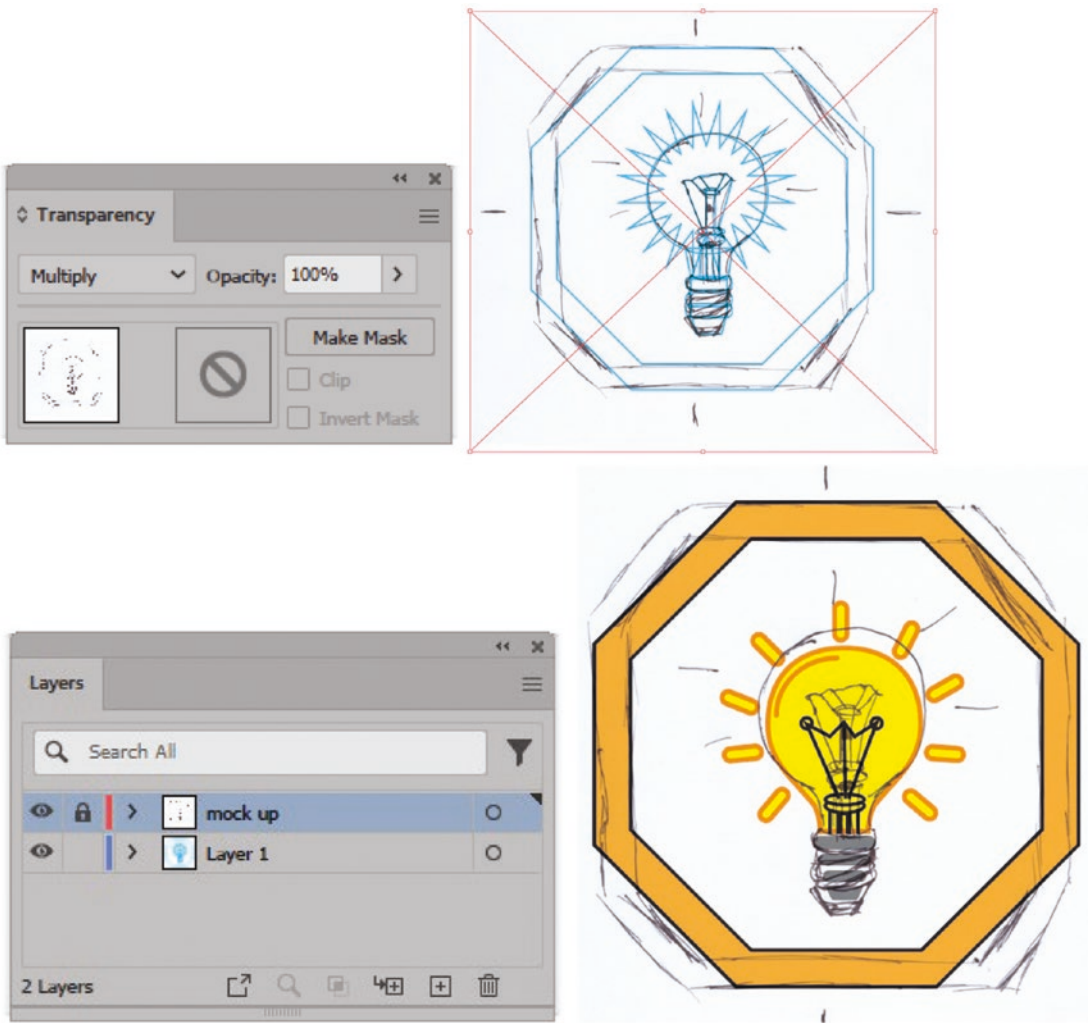 Transparency
Multiply Opacity: 100%
Make Mask
Clip
Invert Mask
Layers
Search All
mock up
Layer 1
2 Layers